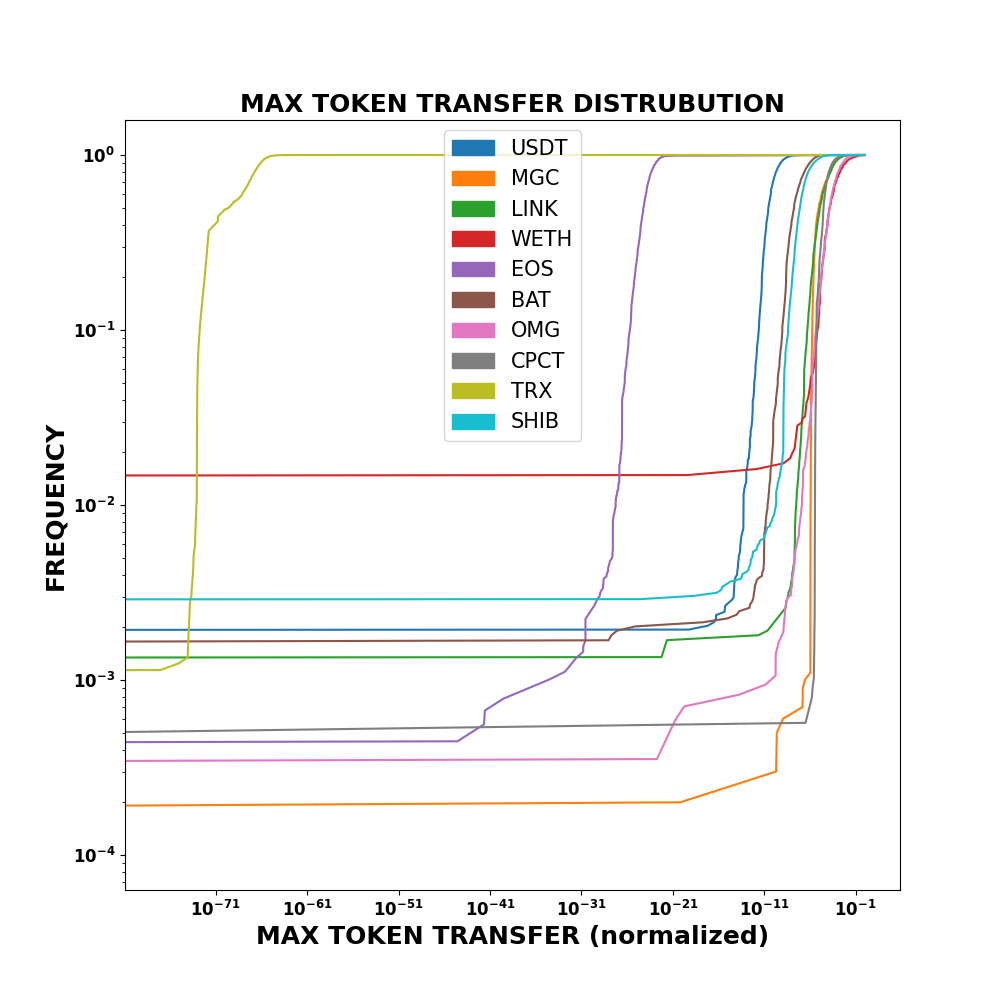 MAX TOKEN TRANSFER DISTRUBUTION
FREQUENCY
10⁰
10⁻¹
10⁻²
10⁻³
10⁻⁴
USDT
MGC
LINK
WETH
EOS
BAT
OMG
CPCT
TRX
SHIB
10⁻⁷¹ 10⁻⁶¹ 10⁻⁵¹ 10⁻⁴¹ 10⁻³¹ 10⁻²¹ 10⁻¹¹ 10⁻¹
MAX TOKEN TRANSFER (normalized)